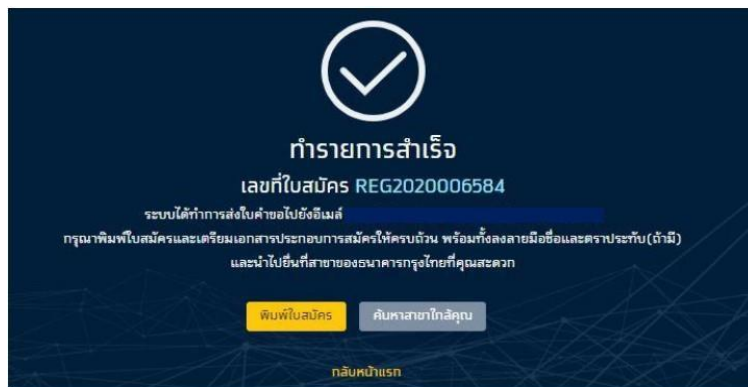 ทำรายการสำเร็จ
เลขที่ใบสมัคร REG2020006584
ระบบได้ทำการส่งใบคำขอไปยังอีเมล์
กรุณาพิมพ์ใบสมัครและเตรียมเอกสารประกอบการสมัครให้ครบถ้วน พร้อมทั้งลงลายมือชื่อและตราประทับ(ถ้ามี)
และนำไปยื่นที่สาขาของธนาคารกรุงไทยที่คุณสะดวก
พิมพ์ใบสมัคร ค้นหาสาขาใกล้คุณ
กลับหน้าแรก